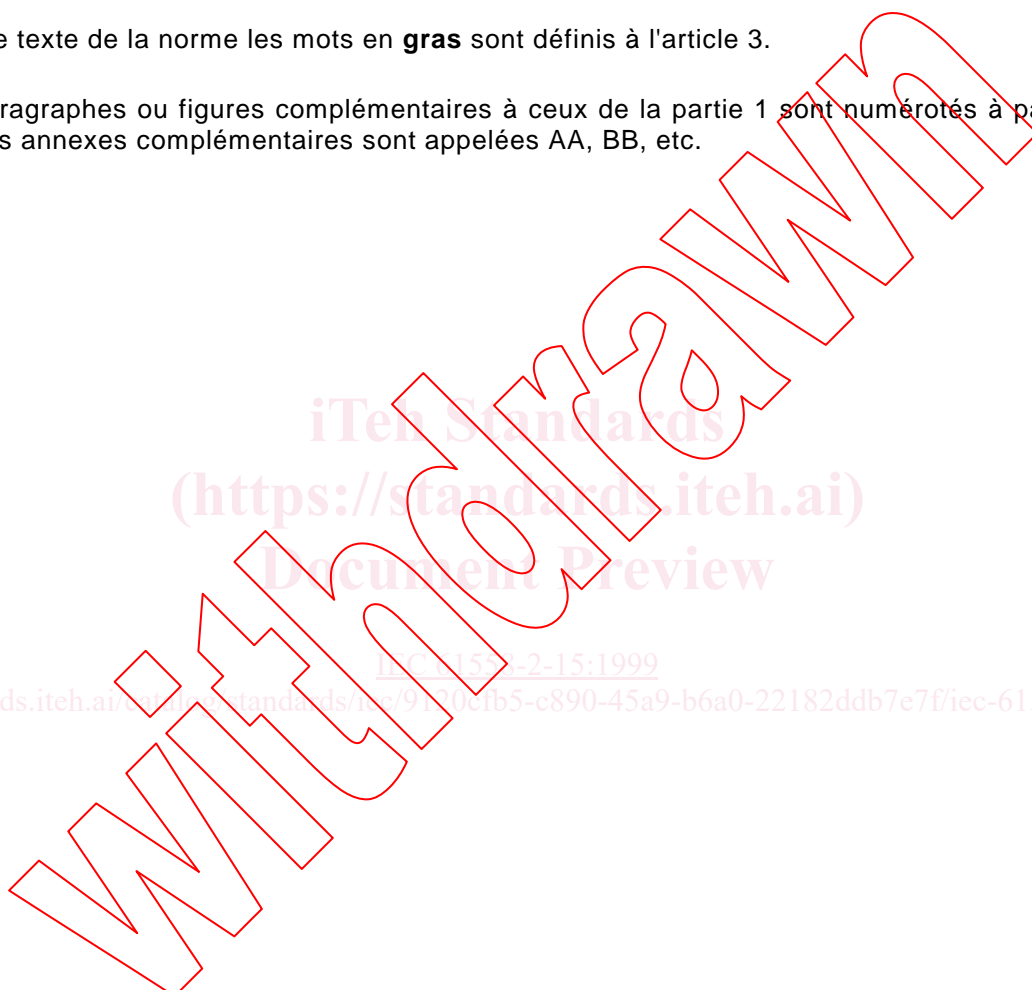 e texte de la norme les mots en gras sont définis à l'article 3.
ragraphes ou figures complémentaires à ceux de la partie 1 sont numérotés à pa
s annexes complémentaires sont appelées AA, BB, etc.
iTeh Standards
(https://standards.iteh.ai)
Document Preview
IEC 61558-2-15:1999
ds.iteh.ai/catalog/standards/iec/9120cfb5-c890-45a9-b6a0-22182ddb7e7f/iec-61
withdrawn